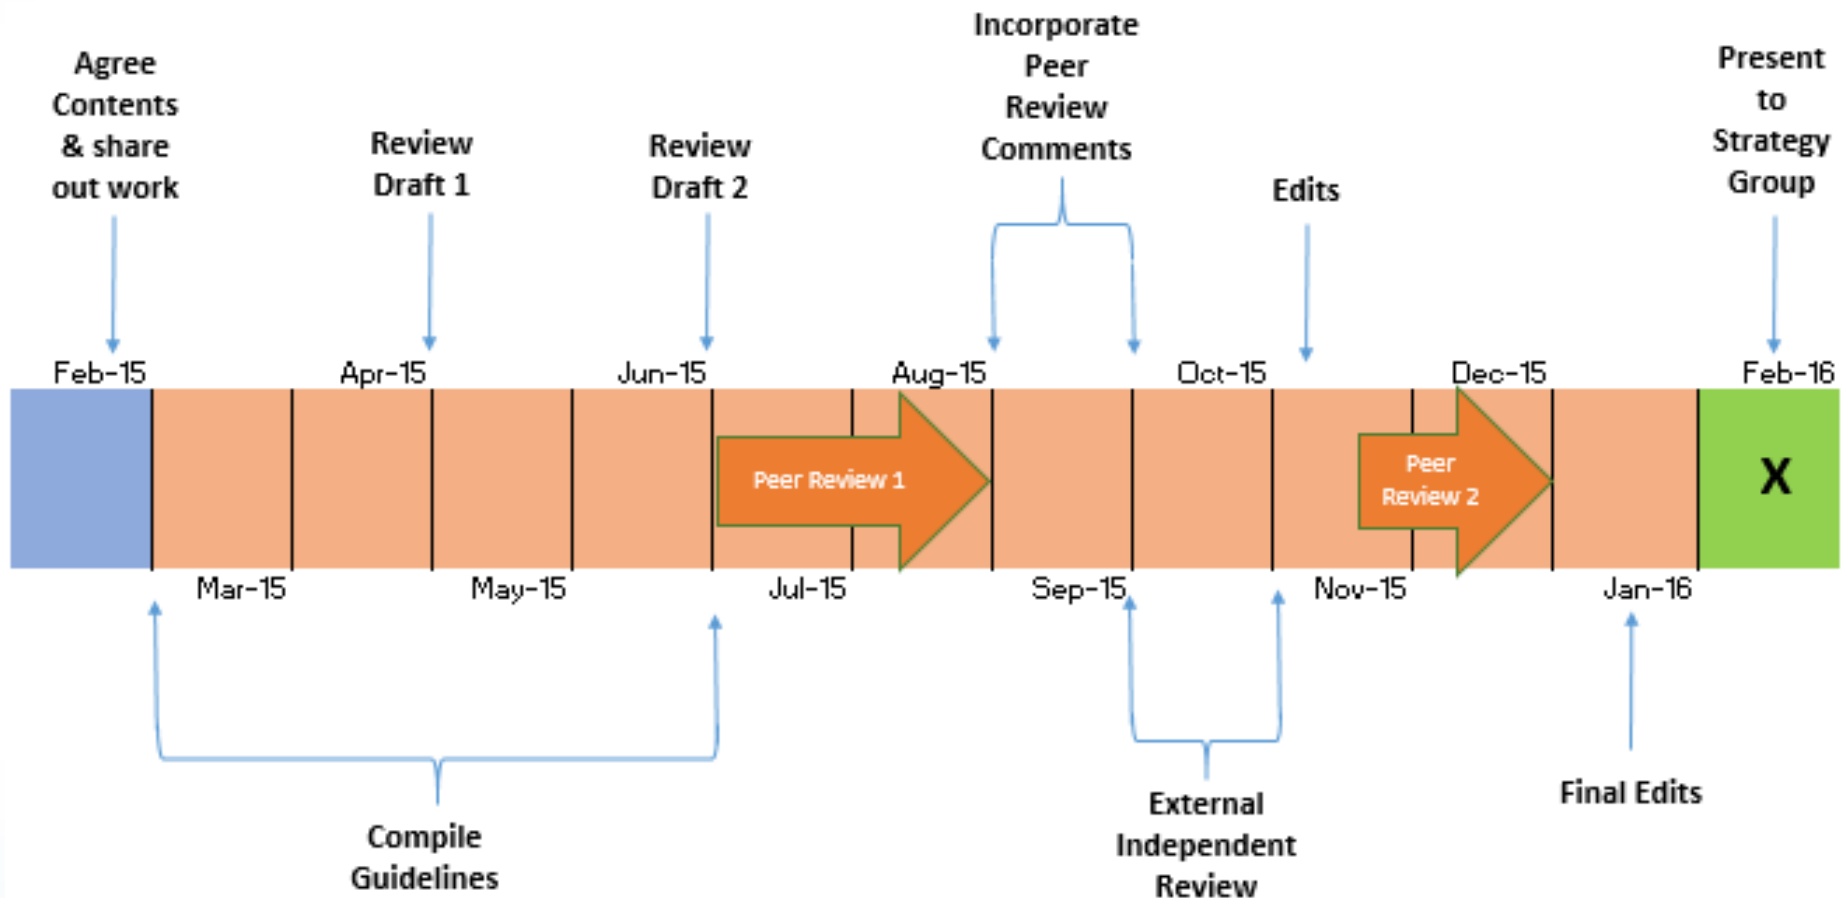 Agree
Contents
& share
out work
Review
Draft 1
Review
Draft 2
Incorporate
Peer
Review
Comments
Edits
Present
to
Strategy
Group
Feb-15
Apr-15
Jun-15
Aug-15
Oct-15
Dec-15
Feb-16
Peer Review 1
Peer
Review 2
X
Mar-15
May-15
Jul-15
Sep-15
Nov-15
Jan-16
Compile
Guidelines
External
Independent
Review
Final Edits